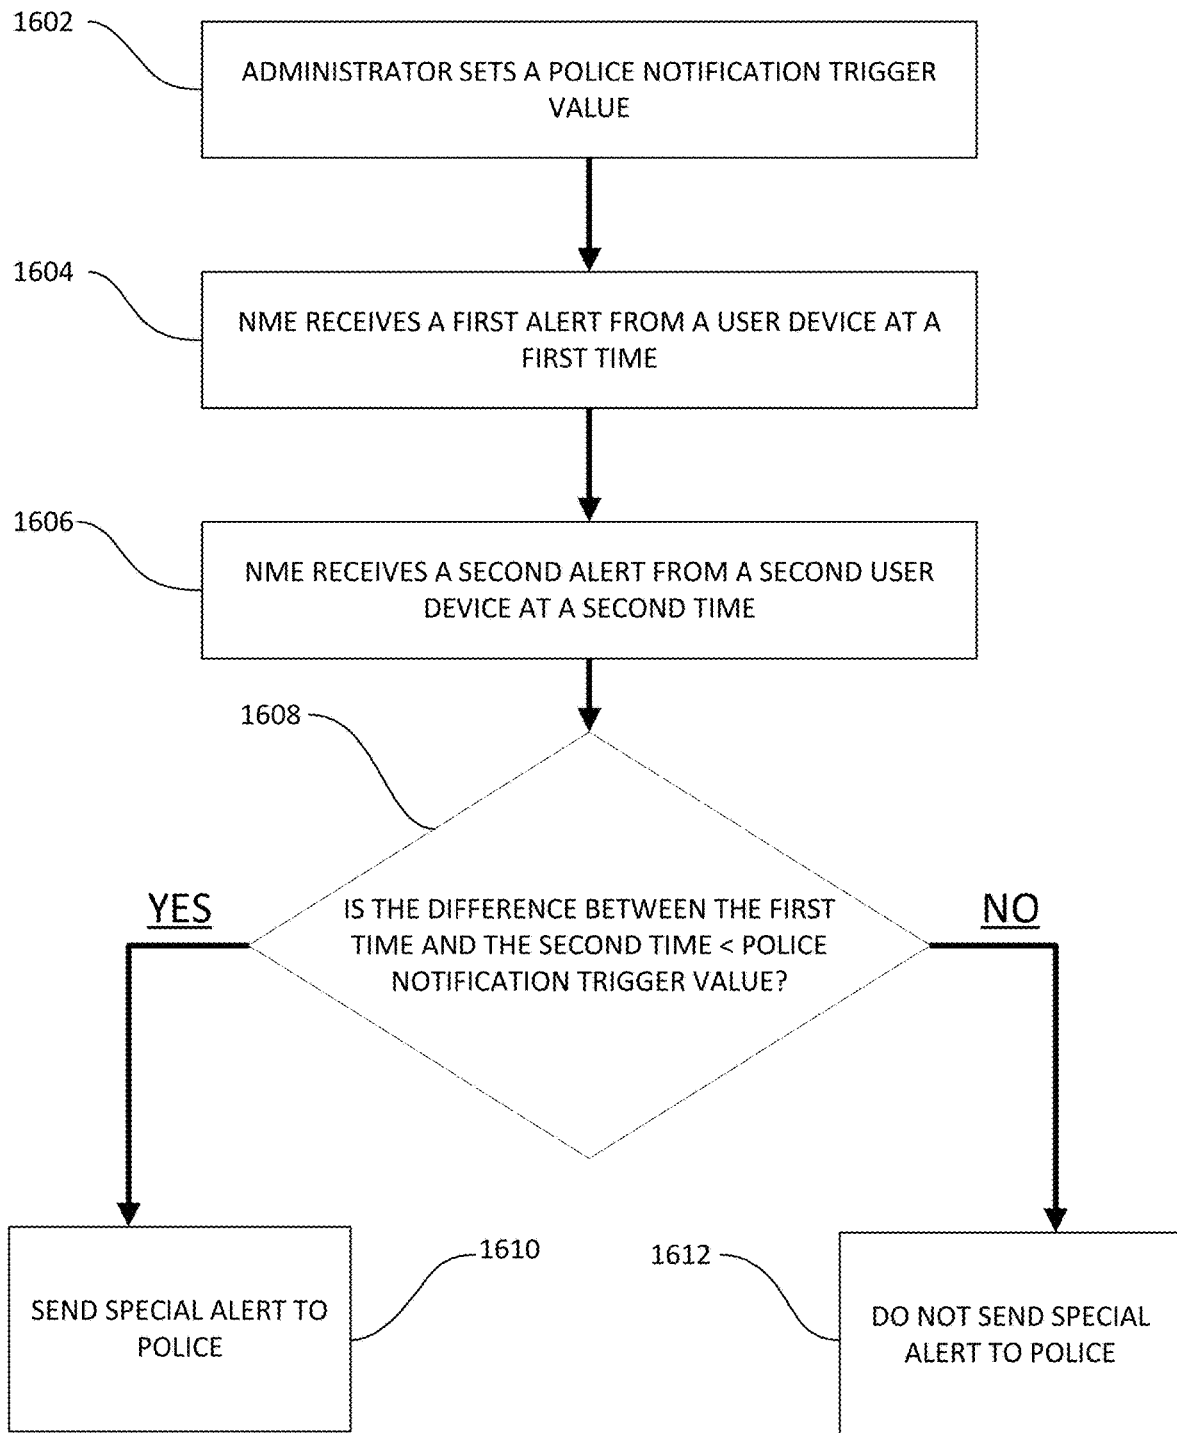 1602
ADMINISTRATOR SETS A POLICE NOTIFICATION TRIGGER
VALUE
1604
NME RECEIVES A FIRST ALERT FROM A USER DEVICE AT A
FIRST TIME
1606
NME RECEIVES A SECOND ALERT FROM A SECOND USER
DEVICE AT A SECOND TIME
1608
YES
NO
IS THE DIFFERENCE BETWEEN THE FIRST
TIME AND THE SECOND TIME < POLICE
NOTIFICATION TRIGGER VALUE?
1610
SEND SPECIAL ALERT TO
POLICE
1612
DO NOT SEND SPECIAL
ALERT TO POLICE